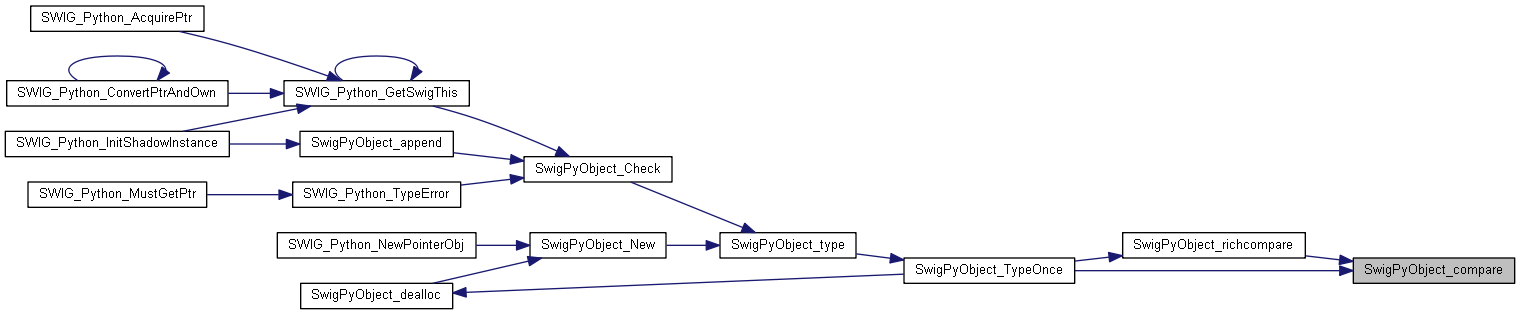 SWIG_Python_AcquirePtr
SWIG_Python_ConvertPtrAndOwn
SWIG_Python_GetSwigThis
SWIG_Python_InitShadowInstance
SwigPyObject_append
SwigPyObject_Check
SWIG_Python_MustGetPtr
SWIG_Python_TypeError
SWIG_Python_NewPointerObj
SwigPyObject_New
SwigPyObject_type
SwigPyObject_richcompare
SwigPyObject_TypeOnce
SwigPyObject_compare
SwigPyObject_dealloc